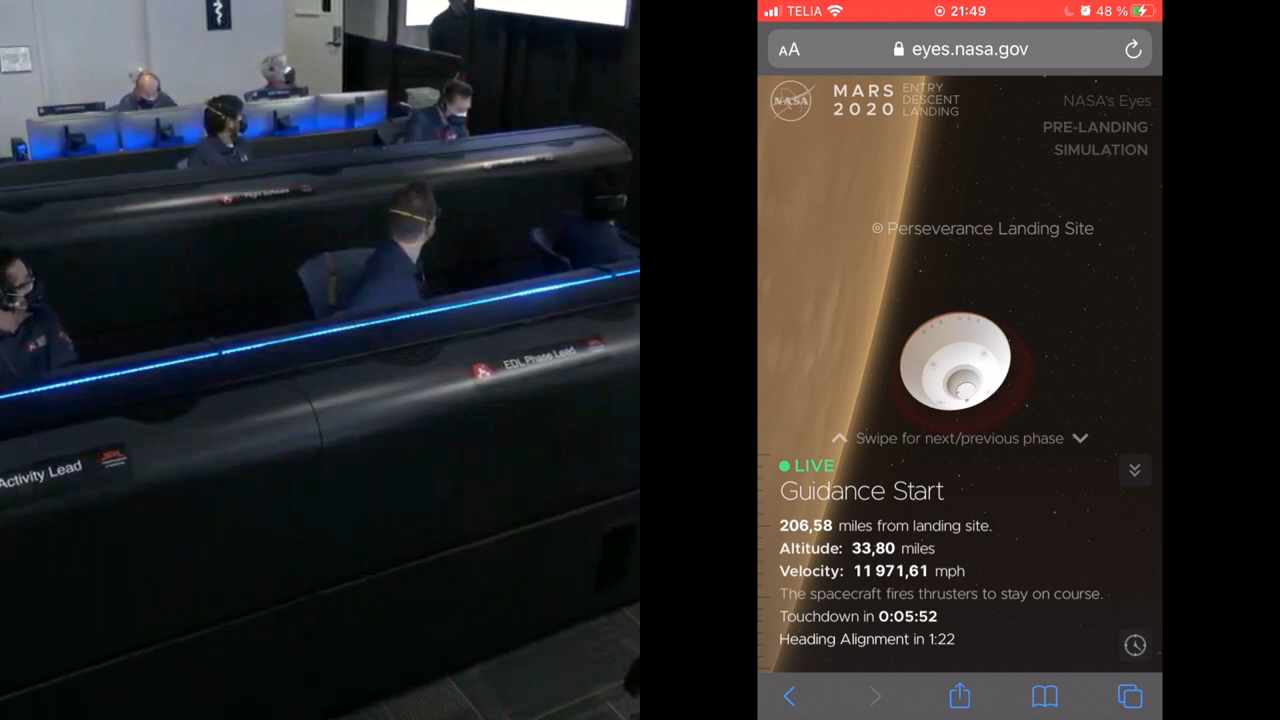 Flight Software
EDL Phase Lead
Activity Lead
JPL
TELIA
21:49
48 %
AA
eyes.nasa.gov
NASA
MARS
2020
ENTRY
DESCENT
LANDING
NASA's Eyes
PRE-LANDING
SIMULATION
Perseverance Landing Site
Swipe for next/previous phase
LIVE
Guidance Start
206,58 miles from landing site.
Altitude: 33,80 miles
Velocity: 11 971,61 mph
The spacecraft fires thrusters to stay on course.
Touchdown in 0:05:52
Heading Alignment in 1:22